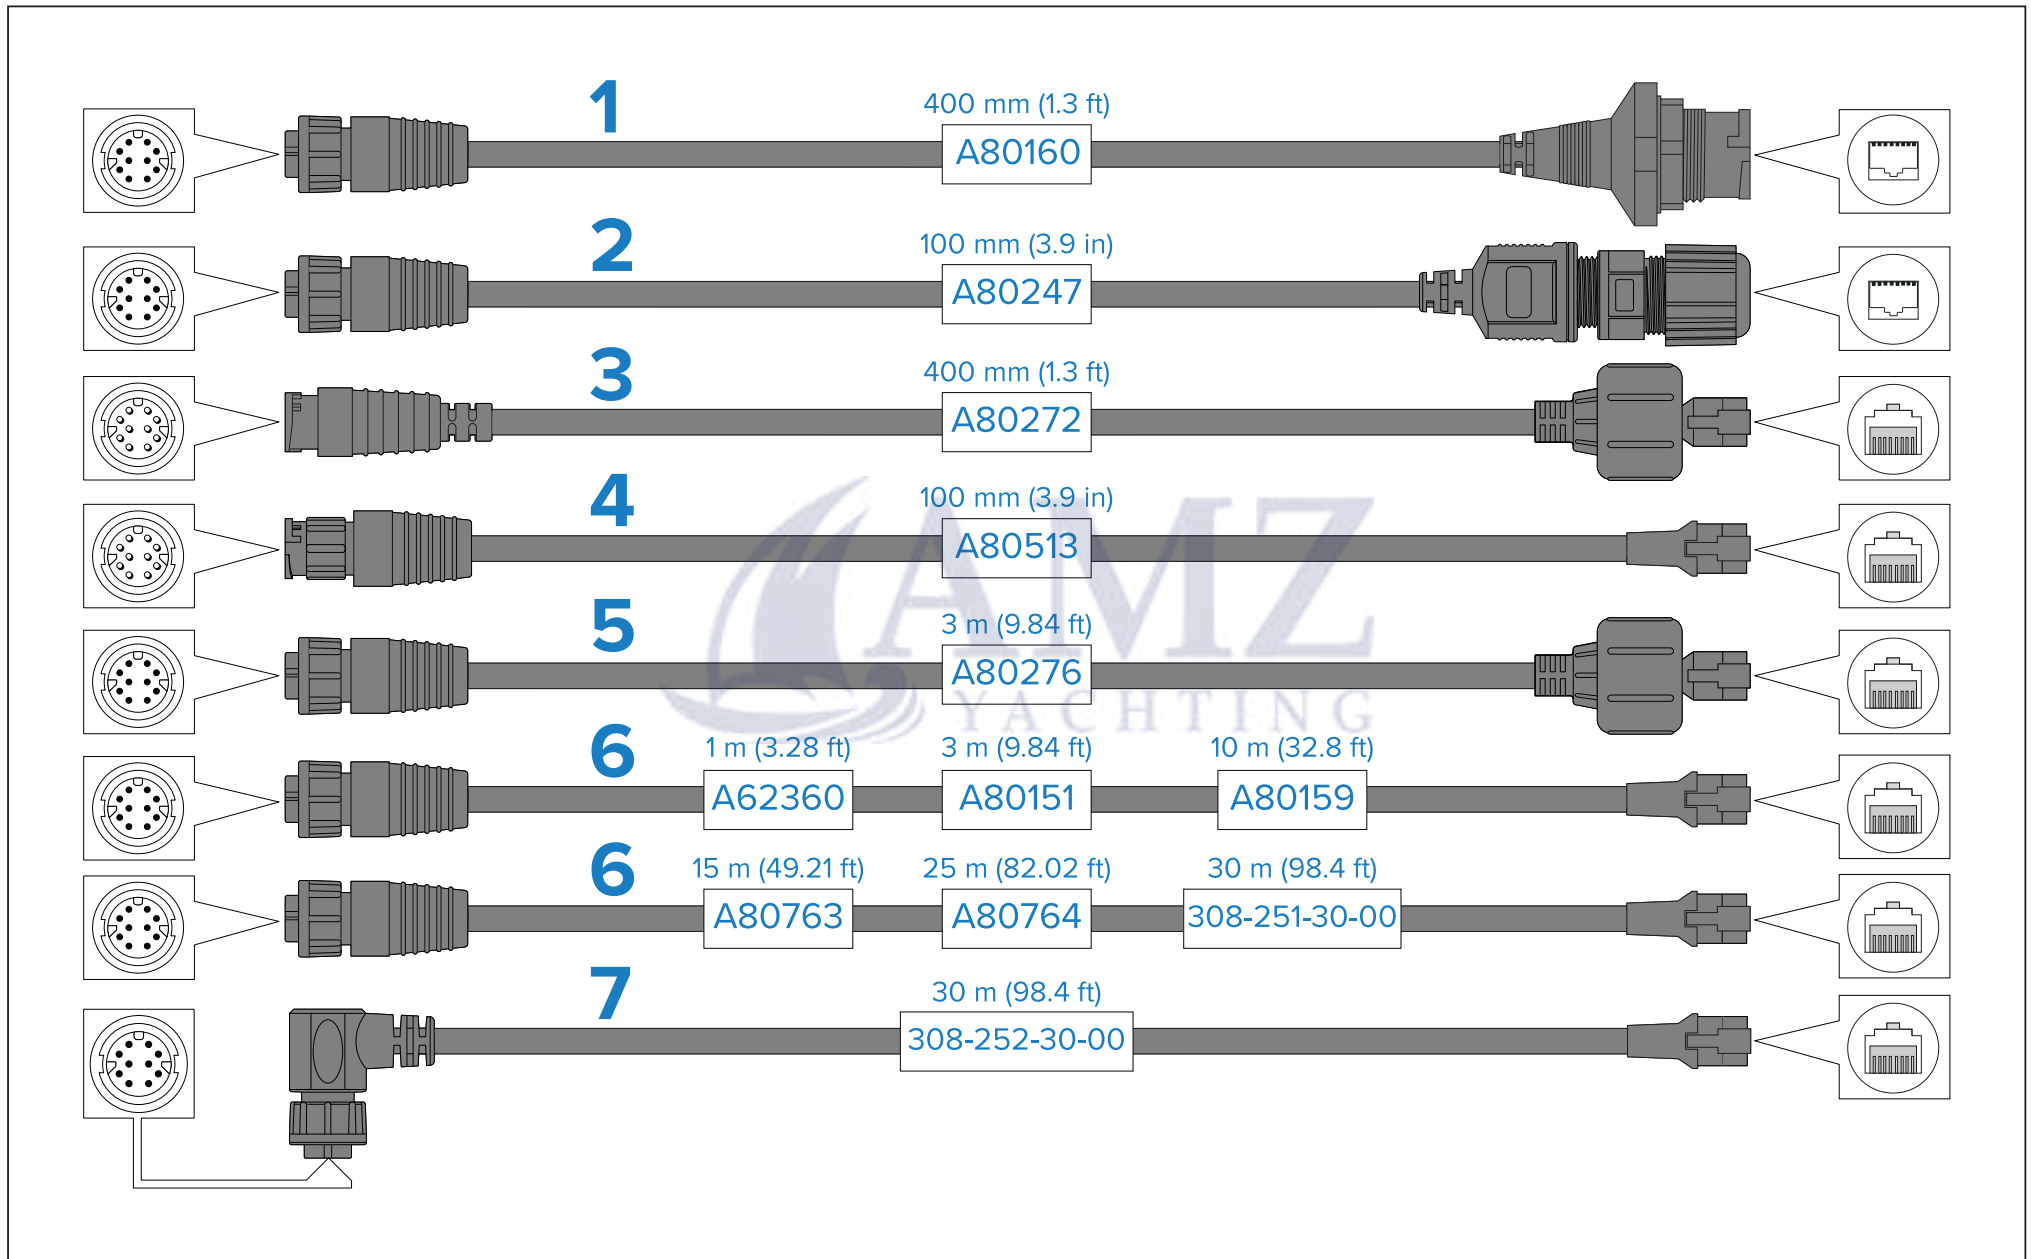 1
400 mm (1.3 ft)
A80160
2
100 mm (3.9 in)
A80247
3
400 mm (1.3 ft)
A80272
4
100 mm (3.9 in)
A80513
AMZ
YACHTING
5
3 m (9.84 ft)
A80276
6
1 m (3.28 ft) 3 m (9.84 ft) 10 m (32.8 ft)
A62360 A80151 A80159
6
15 m (49.21 ft) 25 m (82.02 ft) 30 m (98.4 ft)
A80763 A80764 308-251-30-00
7
30 m (98.4 ft)
308-252-30-00